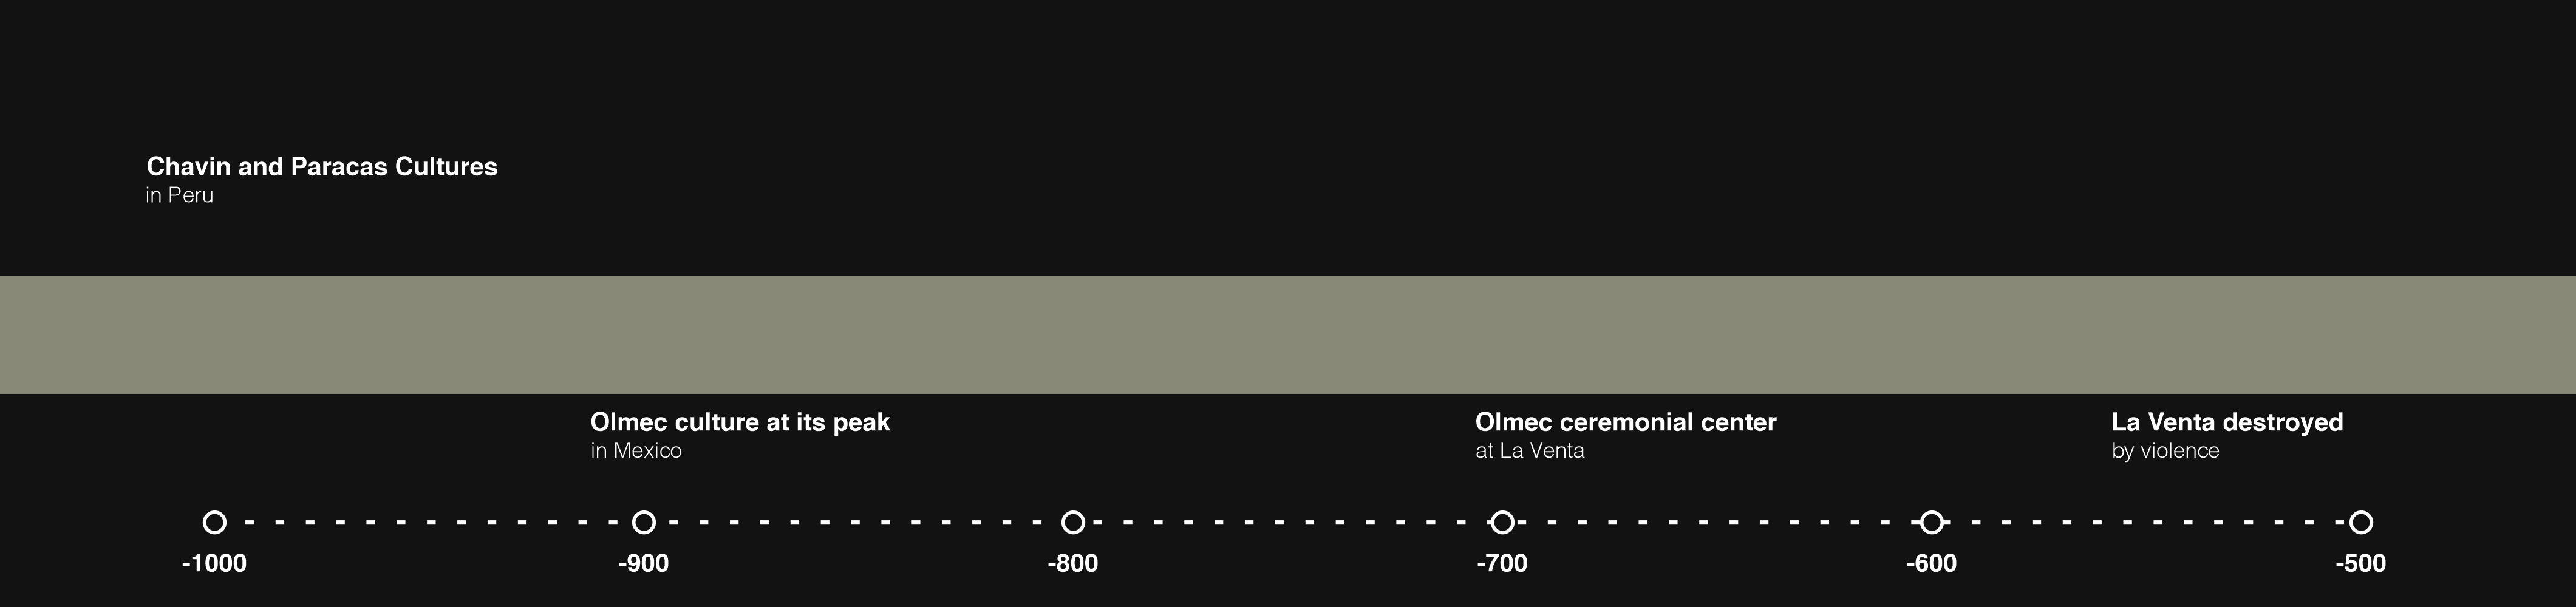 Chavin and Paracas Cultures
in Peru
Olmec culture at its peak
in Mexico
Olmec ceremonial center
at La Venta
La Venta destroyed
by violence
-1000
-900
-800
-700
-600
-500